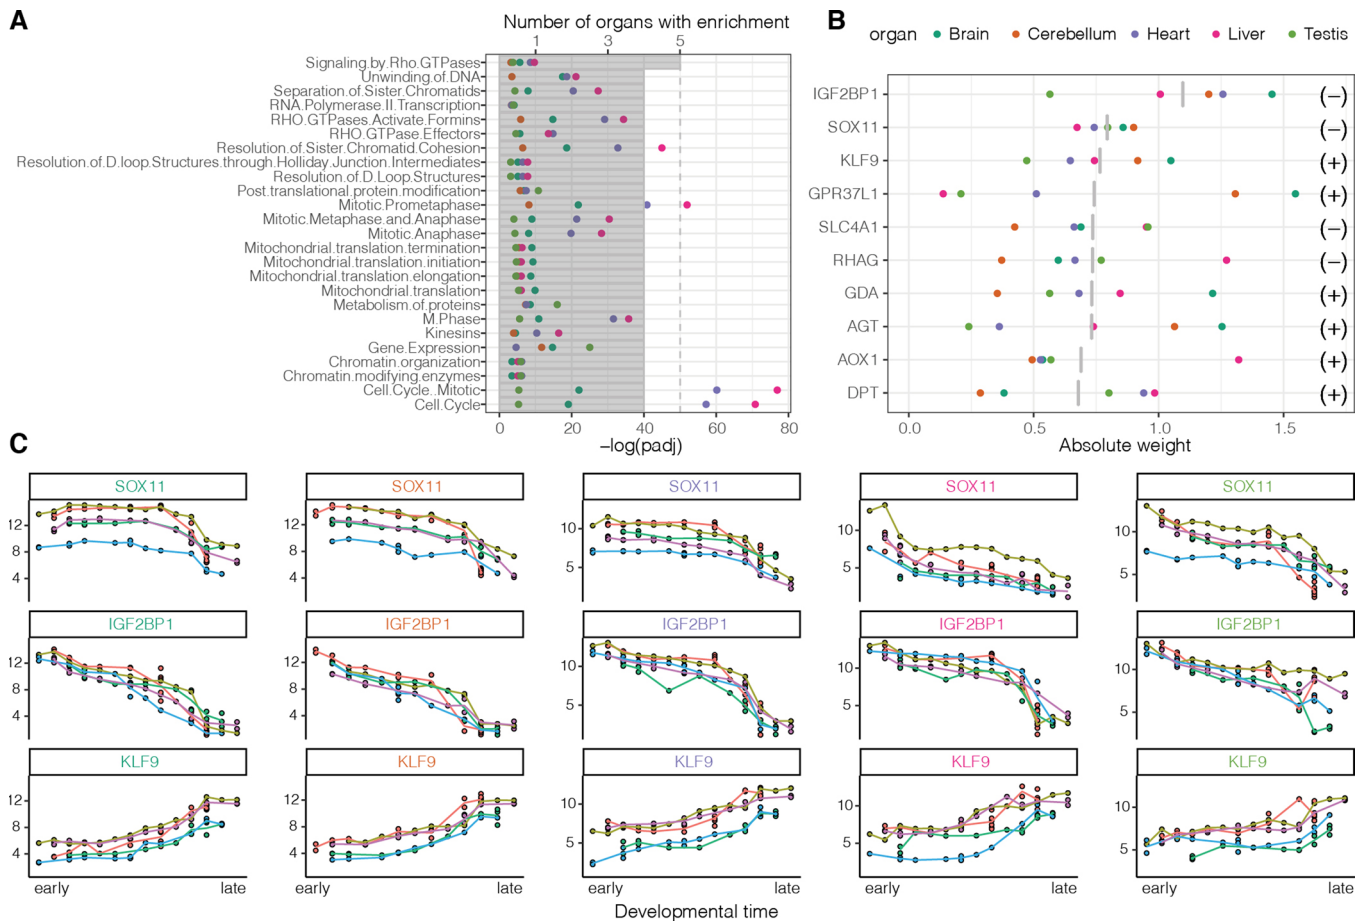 A
Number of organs with enrichment
1 3 5
Signaling.by.Rho.GTPases
Unwinding.of.DNA
Separation.of.Sister.Chromatids
RNA.Polymerase.II.Transcription
RHO.GTPases.Activate.Formins
RHO.GTPase.Effectors
Resolution.of.Sister.Chromatid.Cohesion
Resolution.of.D.loop.Structures.through.Holliday.Junction.Intermediates
Resolution.of.D.Loop.Structures
Post.translational.protein.modification
Mitotic.Prometaphase
Mitotic.Metaphase.and.Anaphase
Mitotic.Anaphase
Mitochondrial.translation.termination
Mitochondrial.translation.initiation
Mitochondrial.translation.elongation
Mitochondrial.translation
Metabolism.of.proteins
M.Phase
Kinesins
Gene.Expression
Chromatin.organization
Chromatin.modifying.enzymes
Cell.Cycle..Mitotic
Cell.Cycle
0 20 40 60 80
−log(padj)
B
organ Brain Cerebellum Heart Liver Testis
IGF2BP1 (−)
SOX11 (−)
KLF9 (+)
GPR37L1 (+)
SLC4A1 (−)
RHAG (−)
GDA (+)
AGT (+)
AOX1 (+)
DPT (+)
0.0 0.5 1.0 1.5
Absolute weight
C
SOX11 SOX11 SOX11 SOX11 SOX11
12 12 10 10 10
8 8 5 5 5
4 4
IGF2BP1 IGF2BP1 IGF2BP1 IGF2BP1 IGF2BP1
12 12 10 10 10
8 8 5 5 5
4 4
KLF9 KLF9 KLF9 KLF9 KLF9
12 12 10 10 10
8 8 5 5 5
4 4
early late early late early late early late early late
Developmental time